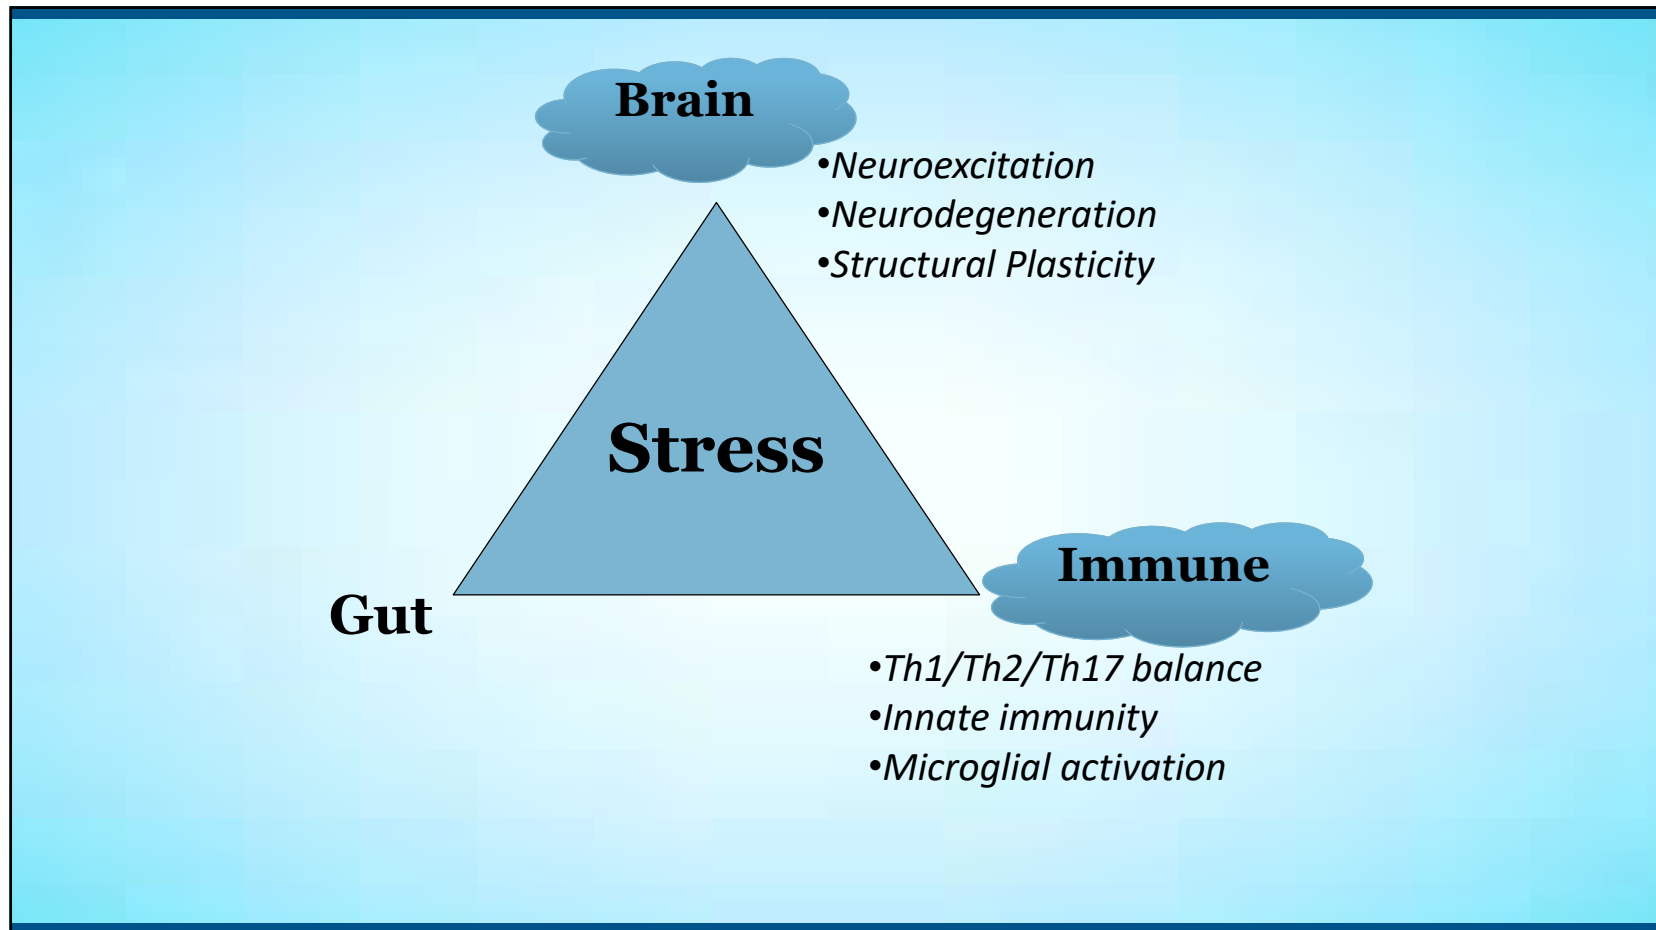 Brain
•Neuroexcitation
•Neurodegeneration
•Structural Plasticity
Stress
Immune
Gut
•Th1/Th2/Th17 balance
•Innate immunity
•Microglial activation